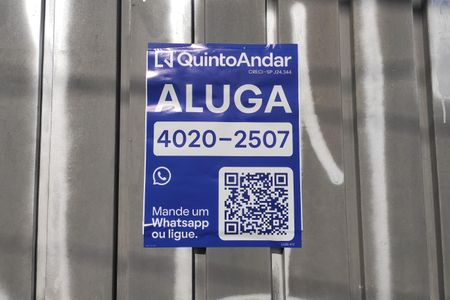 QuintoAndar
CRECI-SP J24.344
ALUGA
4020-2507
Mande um
Whatsapp
ou ligue.